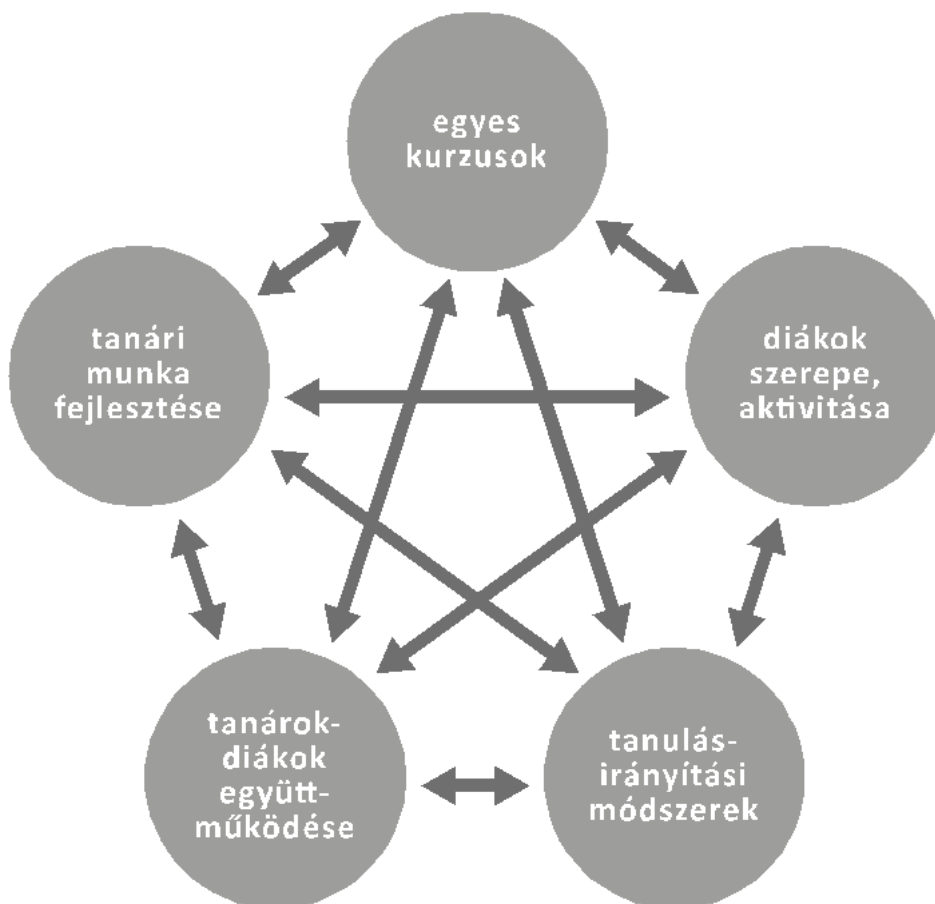 egyes
kurzusok
tanári
munka
fejlesztése
diákok
szerepe,
aktivitása
tanárok-
diákok
együtt-
működése
tanulás-
irányítási
módszerek